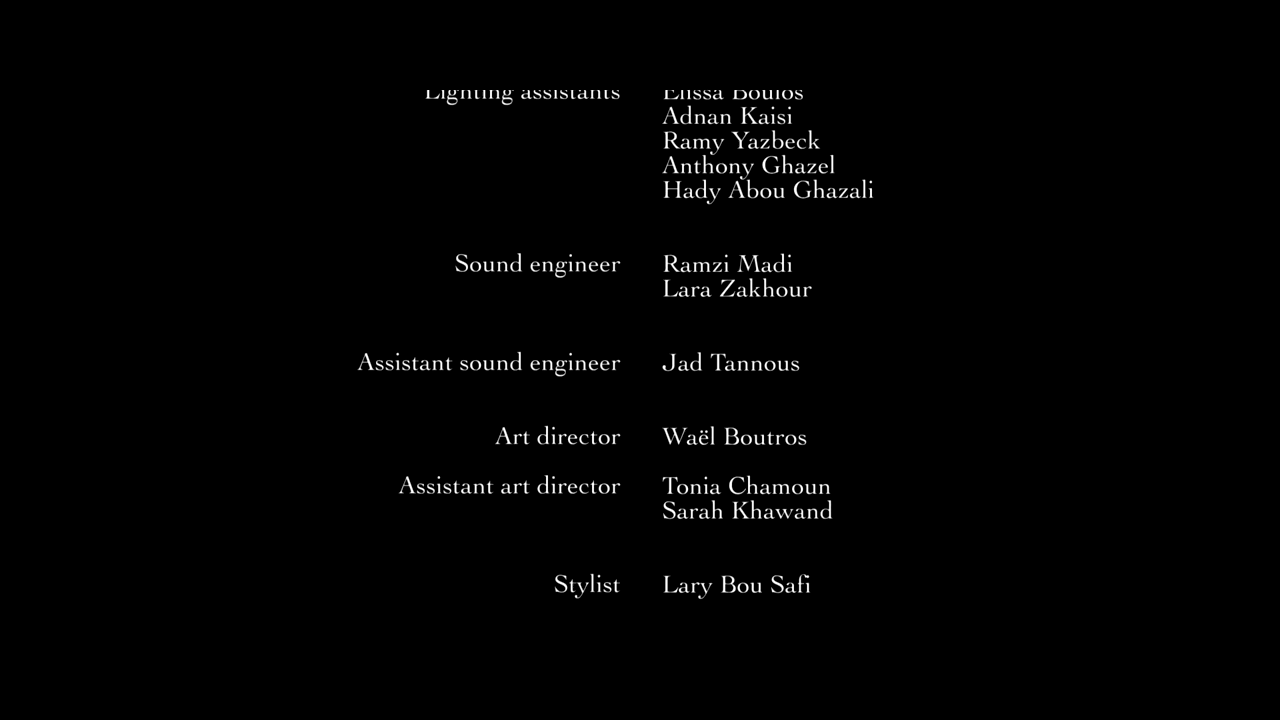 Lighting assistants Elissa Boulos
Adnan Kaisi
Ramy Yazbeck
Anthony Ghazel
Hady Abou Ghazali
Sound engineer Ramzi Madi
Lara Zakhour
Assistant sound engineer Jad Tannous
Art director Waël Boutros
Assistant art director Tonia Chamoun
Sarah Khawand
Stylist Lary Bou Safi